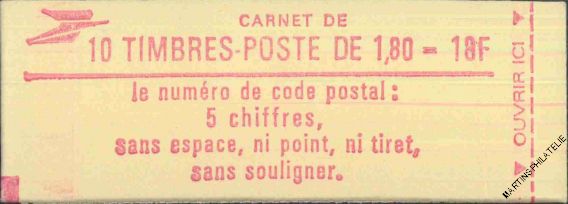 CARNET DE
10 TIMBRES-POSTE DE 1,80 = 18F
le numéro de code postal :
5 chiffres,
sans espace, ni point, ni tiret,
sans souligner.
OUVRIR ICI
MARTINS-PHILATELIE